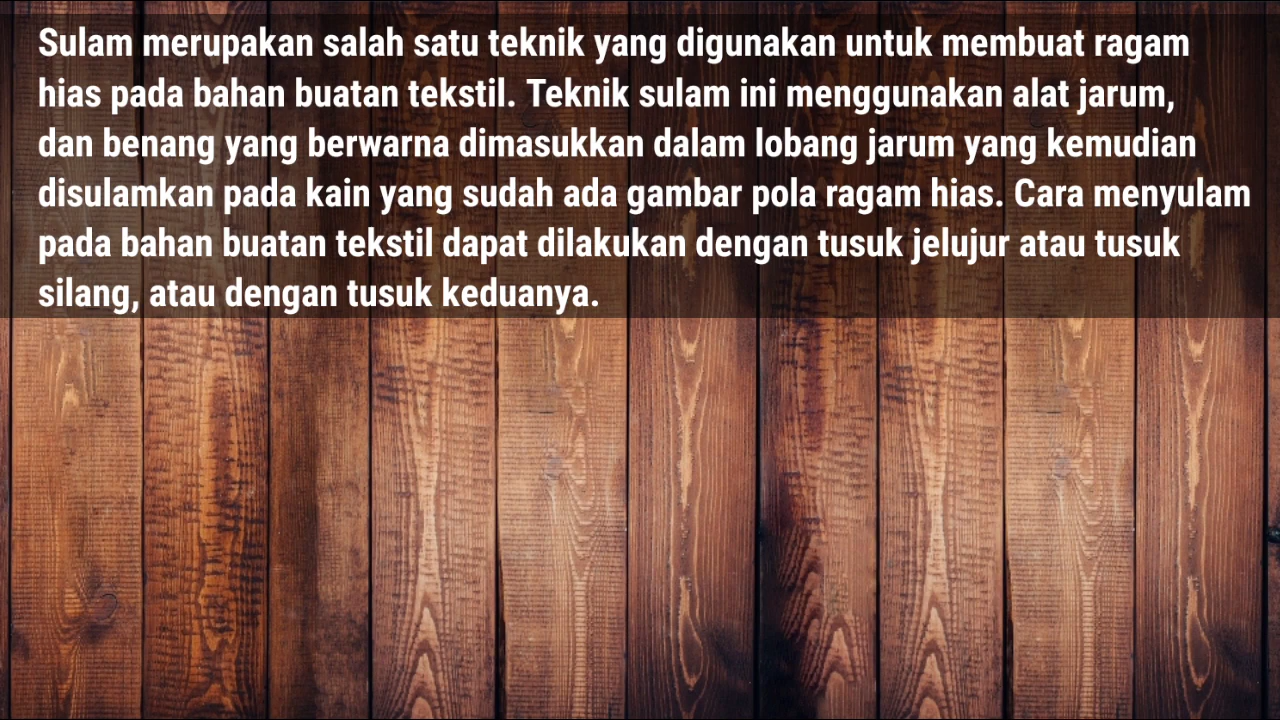 Sulam merupakan salah satu teknik yang digunakan untuk membuat ragam
hias pada bahan buatan tekstil. Teknik sulam ini menggunakan alat jarum,
dan benang yang berwarna dimasukkan dalam lobang jarum yang kemudian
disulamkan pada kain yang sudah ada gambar pola ragam hias. Cara menyulam
pada bahan buatan tekstil dapat dilakukan dengan tusuk jelujur atau tusuk
silang, atau dengan tusuk keduanya.